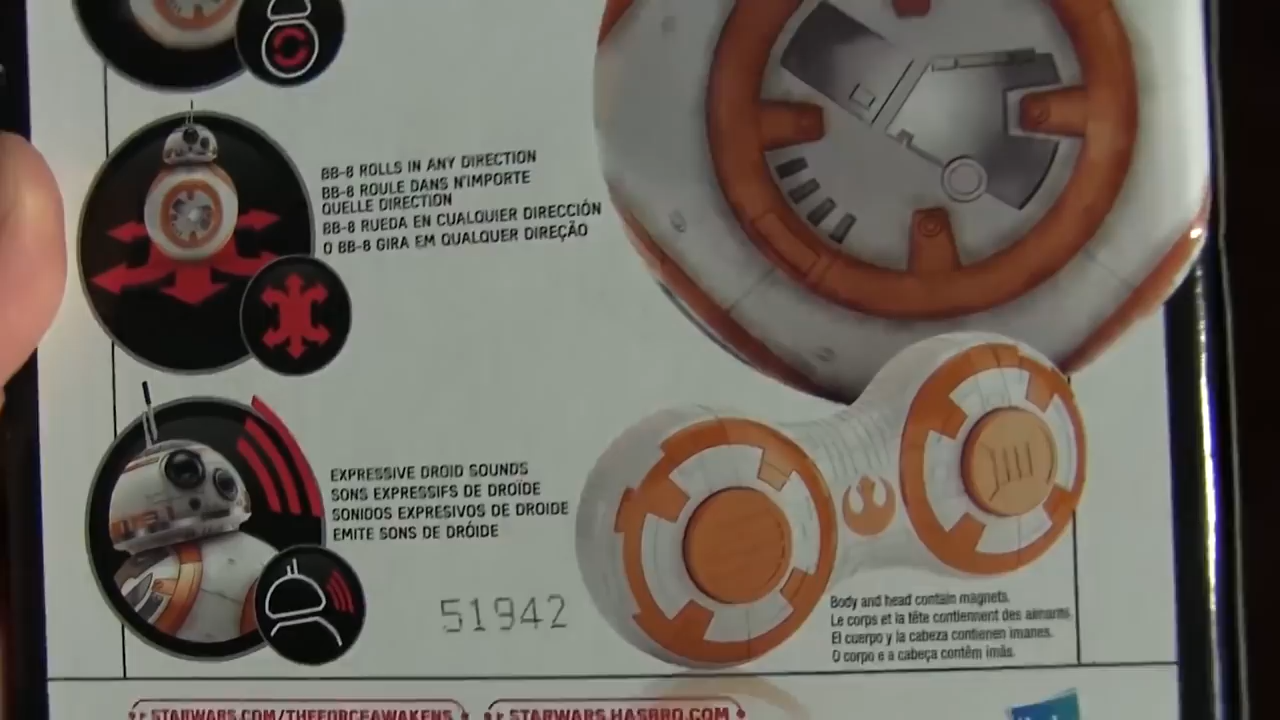 BB-8 ROLLS IN ANY DIRECTION
BB-8 ROULE DANS N'IMPORTE
QUELLE DIRECTION
BB-8 RUEDA EN CUALQUIER DIRECCIÓN
O BB-8 GIRA EM QUALQUER DIREÇÃO
EXPRESSIVE DROID SOUNDS
SONS EXPRESSIFS DE DROÏDE
SONIDOS EXPRESIVOS DE DROIDE
EMITE SONS DE DRÓIDE
51942
Body and head contain magnets.
Le corps et la tête contiennent des aimants.
El cuerpo y la cabeza contienen imanes.
O corpo e a cabeça contêm imãs.
STARWARS.COM/THEFORCEAWAKENS
STARWARS.HASBRO.COM